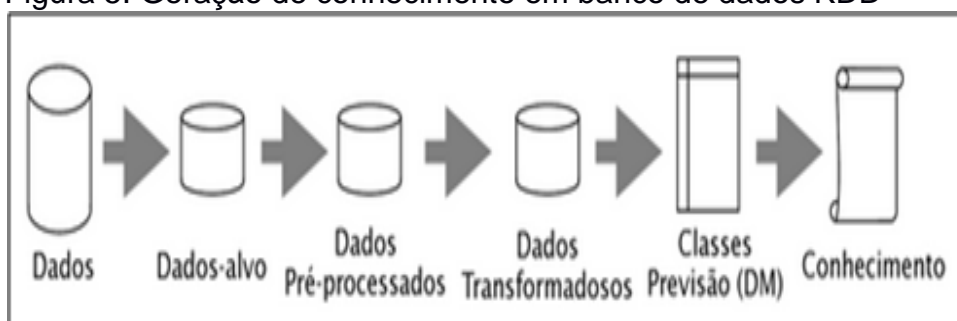 Figura Geração de conhecimento em banco de dados KDD
Dados
Dados-alvo
Dados
Pré-processados
Dados
Transformadosos
Classes
Previsão (DM)
Conhecimento